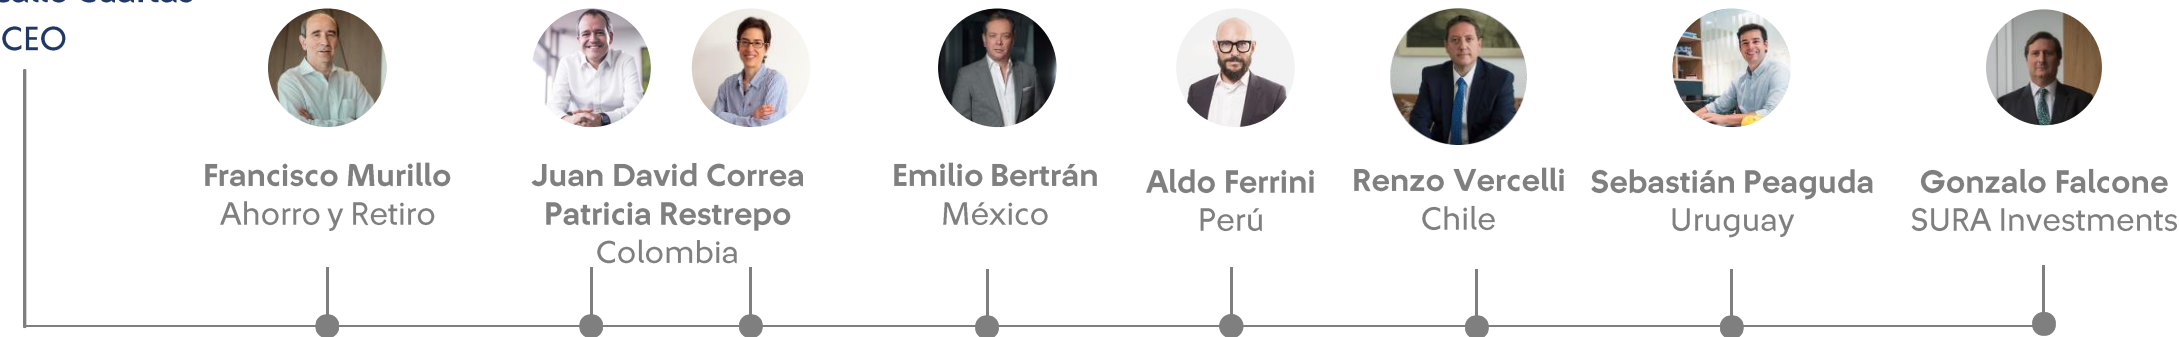 CEO
Francisco Murillo
Ahorro y Retiro
Juan David Correa
Patricia Restrepo
Colombia
Emilio Bertrán
México
Aldo Ferrini
Perú
Renzo Vercelli
Chile
Sebastián Peaguda
Uruguay
Gonzalo Falcone
SURA Investments